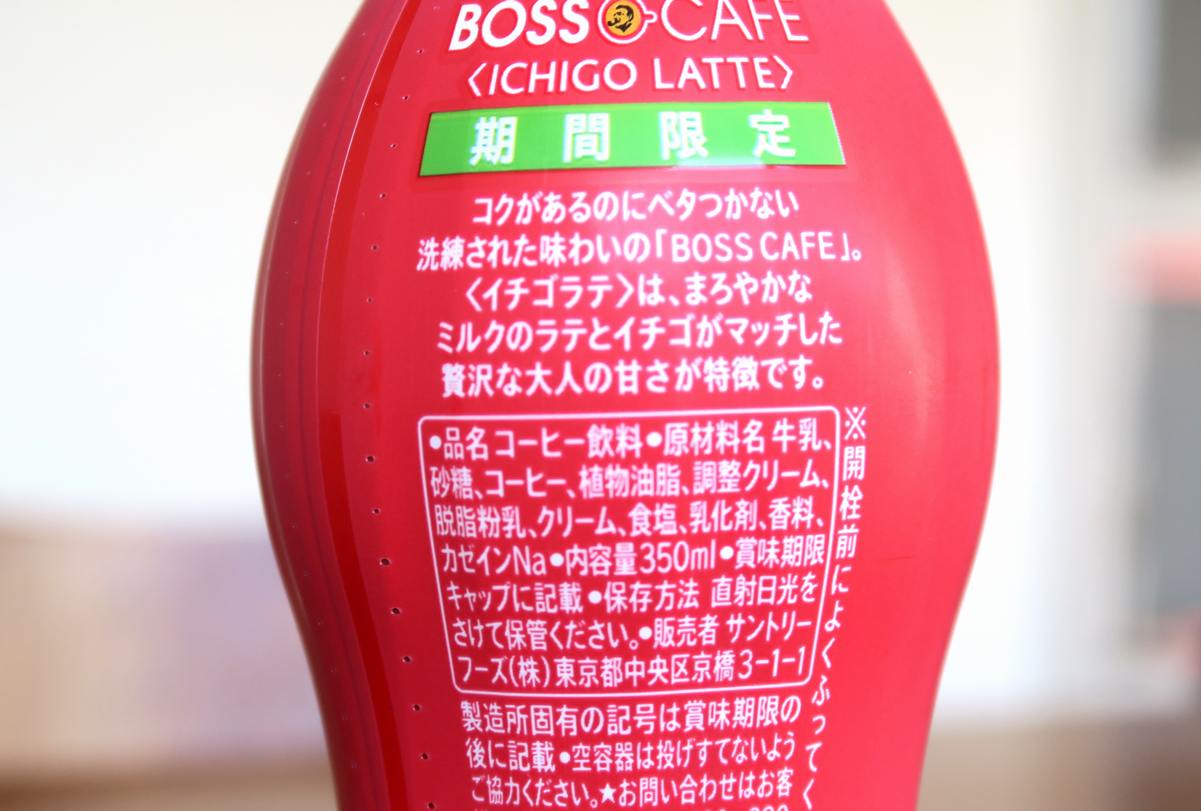 BOSS CAFE
〈ICHIGO LATTE〉
期間限定
コクがあるのにベタつかない
洗練された味わいの「BOSS CAFE」。
〈イチゴラテ〉は、まろやかな
ミルクのラテとイチゴがマッチした
贅沢な大人の甘さが特徴です。
●品名 コーヒー飲料●原材料名 牛乳、
砂糖、コーヒー、植物油脂、調整クリーム、
脱脂粉乳、クリーム、食塩、乳化剤、香料、
カゼインNa●内容量350ml●賞味期限
キャップに記載●保存方法 直射日光を
さけて保管ください。●販売者 サントリー
フーズ(株)東京都中央区京橋3-1-1
※開栓前によくふってく
製造所固有の記号は賞味期限の
後に記載●空容器は投げすてないよう
ご協力ください。★お問い合わせはお客